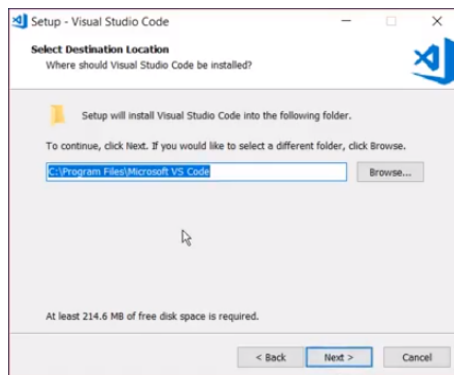 Setup - Visual Studio Code
Select Destination Location
Where should Visual Studio Code be installed?
Setup will install Visual Studio Code into the following folder.
To continue, click Next. If you would like to select a different folder, click Browse.
C:\Program Files\Microsoft VS Code
Browse...
At least 214.6 MB of free disk space is required.
< Back
Next >
Cancel